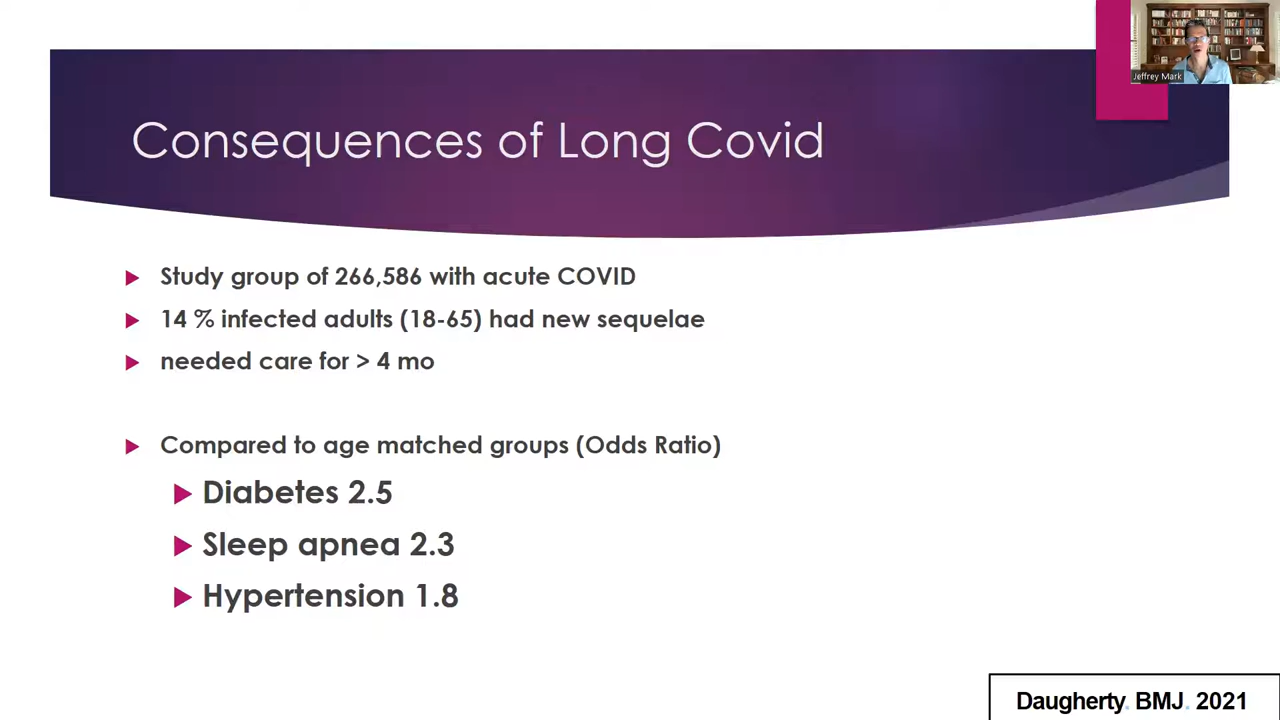 Jeffrey Mark
Consequences of Long Covid
Study group of 266,586 with acute COVID
14 % infected adults (18-65) had new sequelae
needed care for > 4 mo
Compared to age matched groups (Odds Ratio)
Diabetes 2.5
Sleep apnea 2.3
Hypertension 1.8
Daugherty. BMJ. 2021